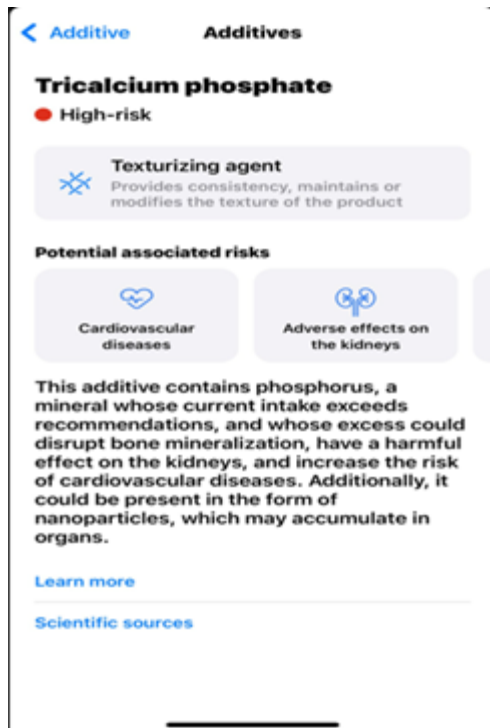 Additive
Additives
Tricalcium phosphate
High-risk
Texturizing agent
Provides consistency, maintains or
modifies the texture of the product
Potential associated risks
Cardiovascular
diseases
Adverse effects on
the kidneys
This additive contains phosphorus, a
mineral whose current intake exceeds
recommendations, and whose excess could
disrupt bone mineralization, have a harmful
effect on the kidneys, and increase the risk
of cardiovascular diseases. Additionally, it
could be present in the form of
nanoparticles, which may accumulate in
organs.
Learn more
Scientific sources